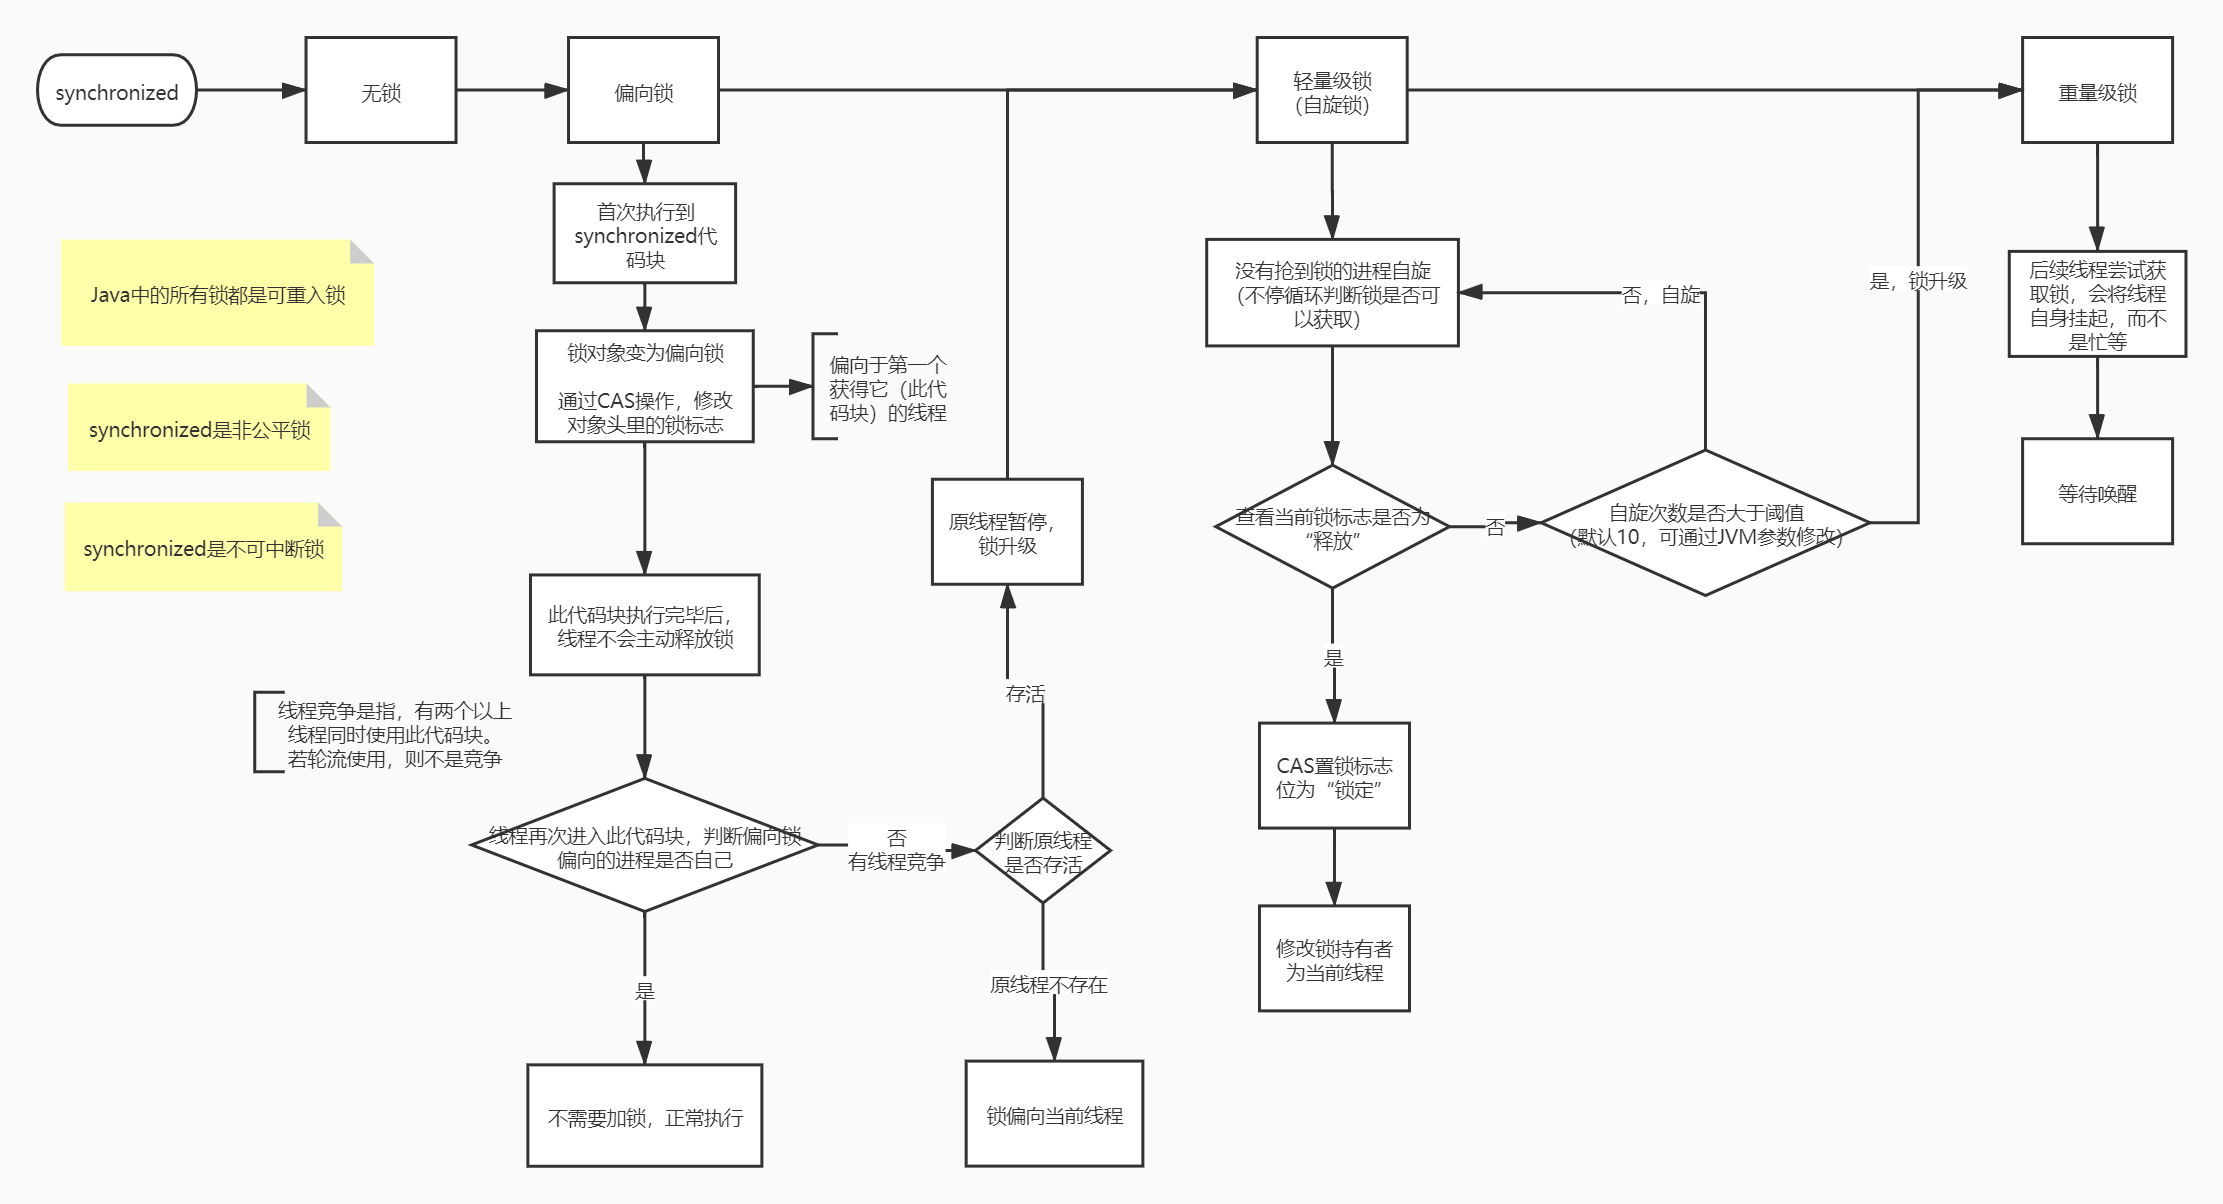 synchronized
无锁
偏向锁
轻量级锁
（自旋锁）
重量级锁
首次执行到
synchronized代
码块
Java中的所有锁都是可重入锁
synchronized是非公平锁
synchronized是不可中断锁
锁对象变为偏向锁
通过CAS操作，修改
对象头里的锁标志
偏向于第一个
获得它（此代
码块）的线程
此代码块执行完毕后，
线程不会主动释放锁
线程竞争是指，有两个以上
线程同时使用此代码块。
若轮流使用，则不是竞争
线程再次进入此代码块，判断偏向锁
偏向的进程是否自己
是
不需要加锁，正常执行
否
有线程竞争
判断原线程
是否存活
存活
原线程暂停，
锁升级
原线程不存在
锁偏向当前线程
没有抢到锁的进程自旋
（不停循环判断锁是否可
以获取）
查看当前锁标志是否为
“释放”
否
自旋次数是否大于阈值
（默认10，可通过JVM参数修改）
否，自旋
是，锁升级
是
CAS置锁标志
位为“锁定”
修改锁持有者
为当前线程
后续线程尝试获
取锁，会将线程
自身挂起，而不
是忙等
等待唤醒